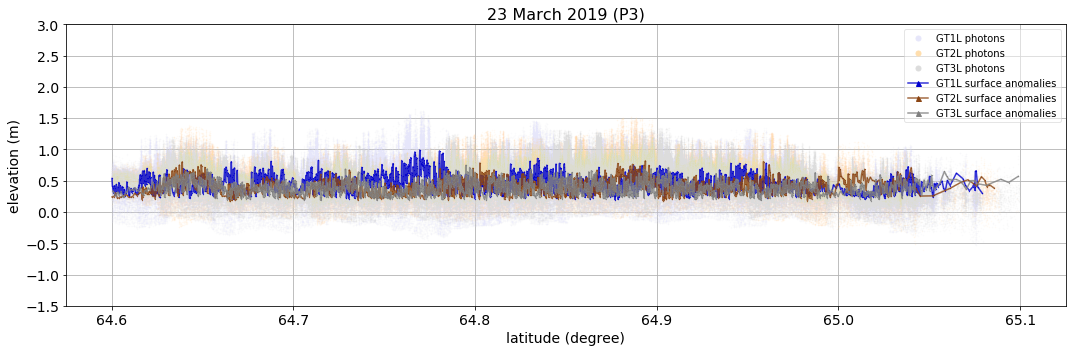 23 March 2019 (P3)
3.0
2.5
2.0
1.5
1.0
0.5
0.0
−0.5
−1.0
−1.5
elevation (m)
GT1L photons
GT2L photons
GT3L photons
GT1L surface anomalies
GT2L surface anomalies
GT3L surface anomalies
64.6 64.7 64.8 64.9 65.0 65.1
latitude (degree)